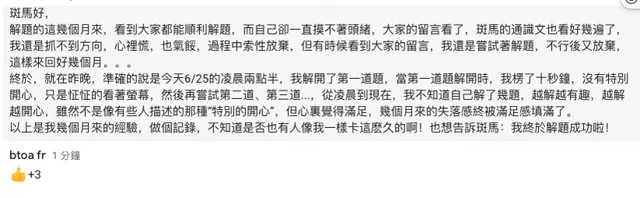 斑馬好，
解題的這幾個月來，看到大家都能順利解題，而自己卻一直摸不著頭緒，大家的留言看了，斑馬的通識文也看好幾遍了，
我還是抓不到方向，心裡慌，也氣餒，過程中索性放棄，但有時候看到大家的留言，我還是嘗試著解題，不行後又放棄，
這樣來回好幾個月。。。
終於，就在昨晚，準確的說是今天6/25的凌晨兩點半，我解開了第一道題，當第一道題解開時，我楞了十秒鐘，沒有特別
開心，只是怔怔的看著螢幕，然後再嘗試第二道、第三道...，從凌晨到現在，我不知道自己解了幾題，越解越有趣，越解
越開心，雖然不是像有些人描述的那種“特別的開心”，但心裏覺得滿足，幾個月來的失落感終被滿足感填滿了。
以上是我幾個月來的經驗，做個記錄，不知道是否也有人像我一樣卡這麽久的啊！也想告訴斑馬：我終於解題成功啦！
btoa fr 1 分鐘
👍+3